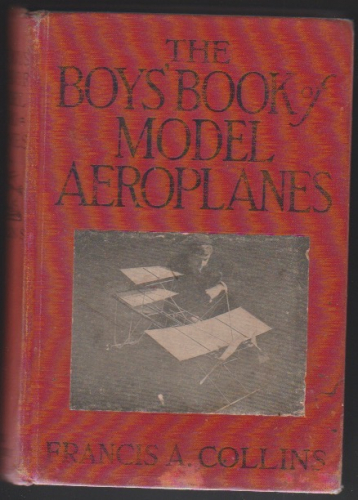 THE
BOYS' BOOK of
MODEL
AEROPLANES
FRANCIS A. COLLINS